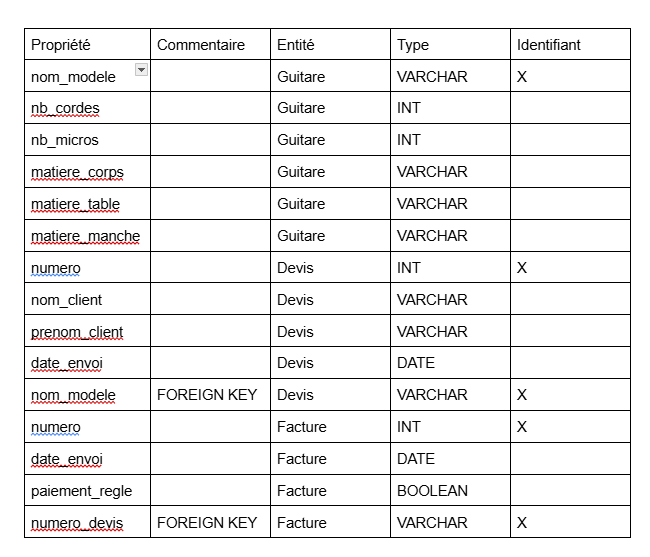 Propriété Commentaire Entité Type Identifiant
nom_modele Guitare VARCHAR X
nb_cordes Guitare INT
nb_micros Guitare INT
matiere_corps Guitare VARCHAR
matiere_table Guitare VARCHAR
matiere_manche Guitare VARCHAR
numero Devis INT X
nom_client Devis VARCHAR
prenom_client Devis VARCHAR
date_envoi Devis DATE
nom_modele FOREIGN KEY Devis VARCHAR X
numero Facture INT X
date_envoi Facture DATE
paiement_regle Facture BOOLEAN
numero_devis FOREIGN KEY Facture VARCHAR X